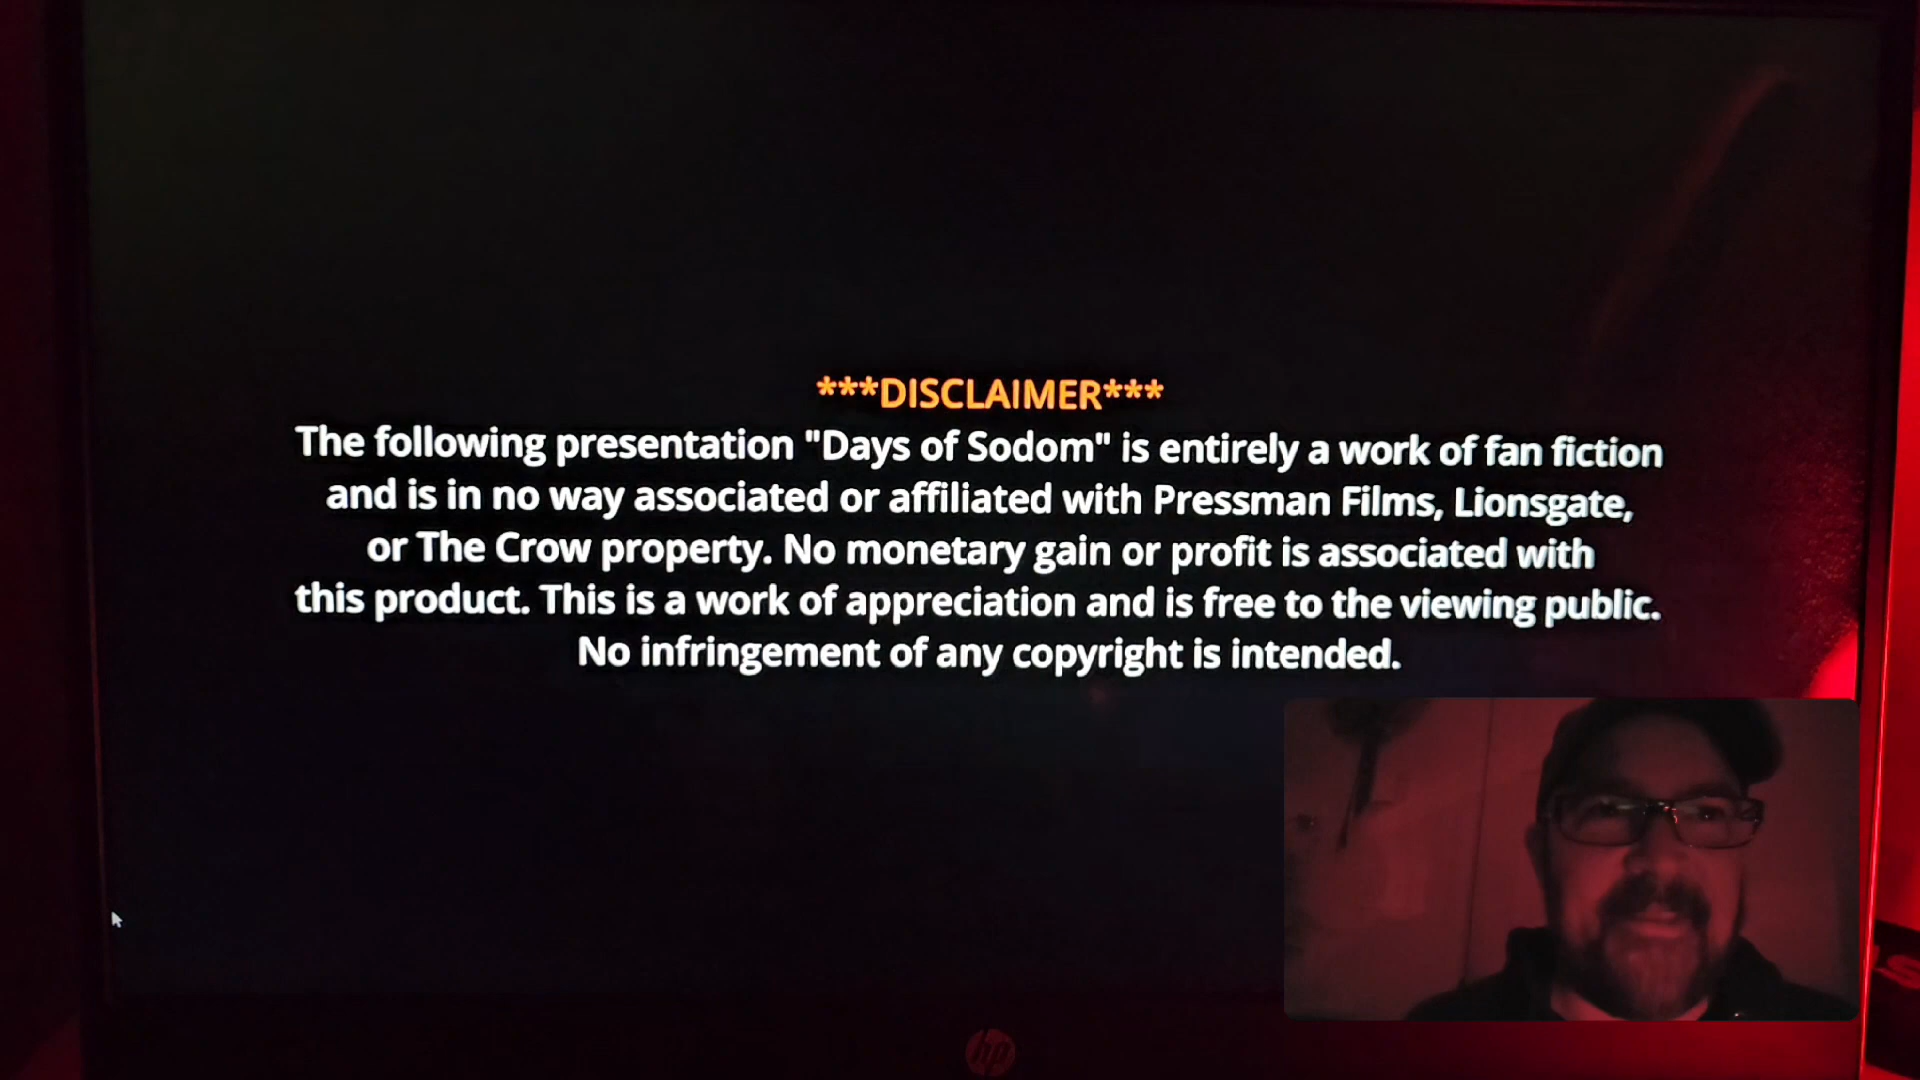 ***DISCLAIMER***
The following presentation "Days of Sodom" is entirely a work of fan fiction
and is in no way associated or affiliated with Pressman Films, Lionsgate,
or The Crow property. No monetary gain or profit is associated with
this product. This is a work of appreciation and is free to the viewing public.
No infringement of any copyright is intended.
hp